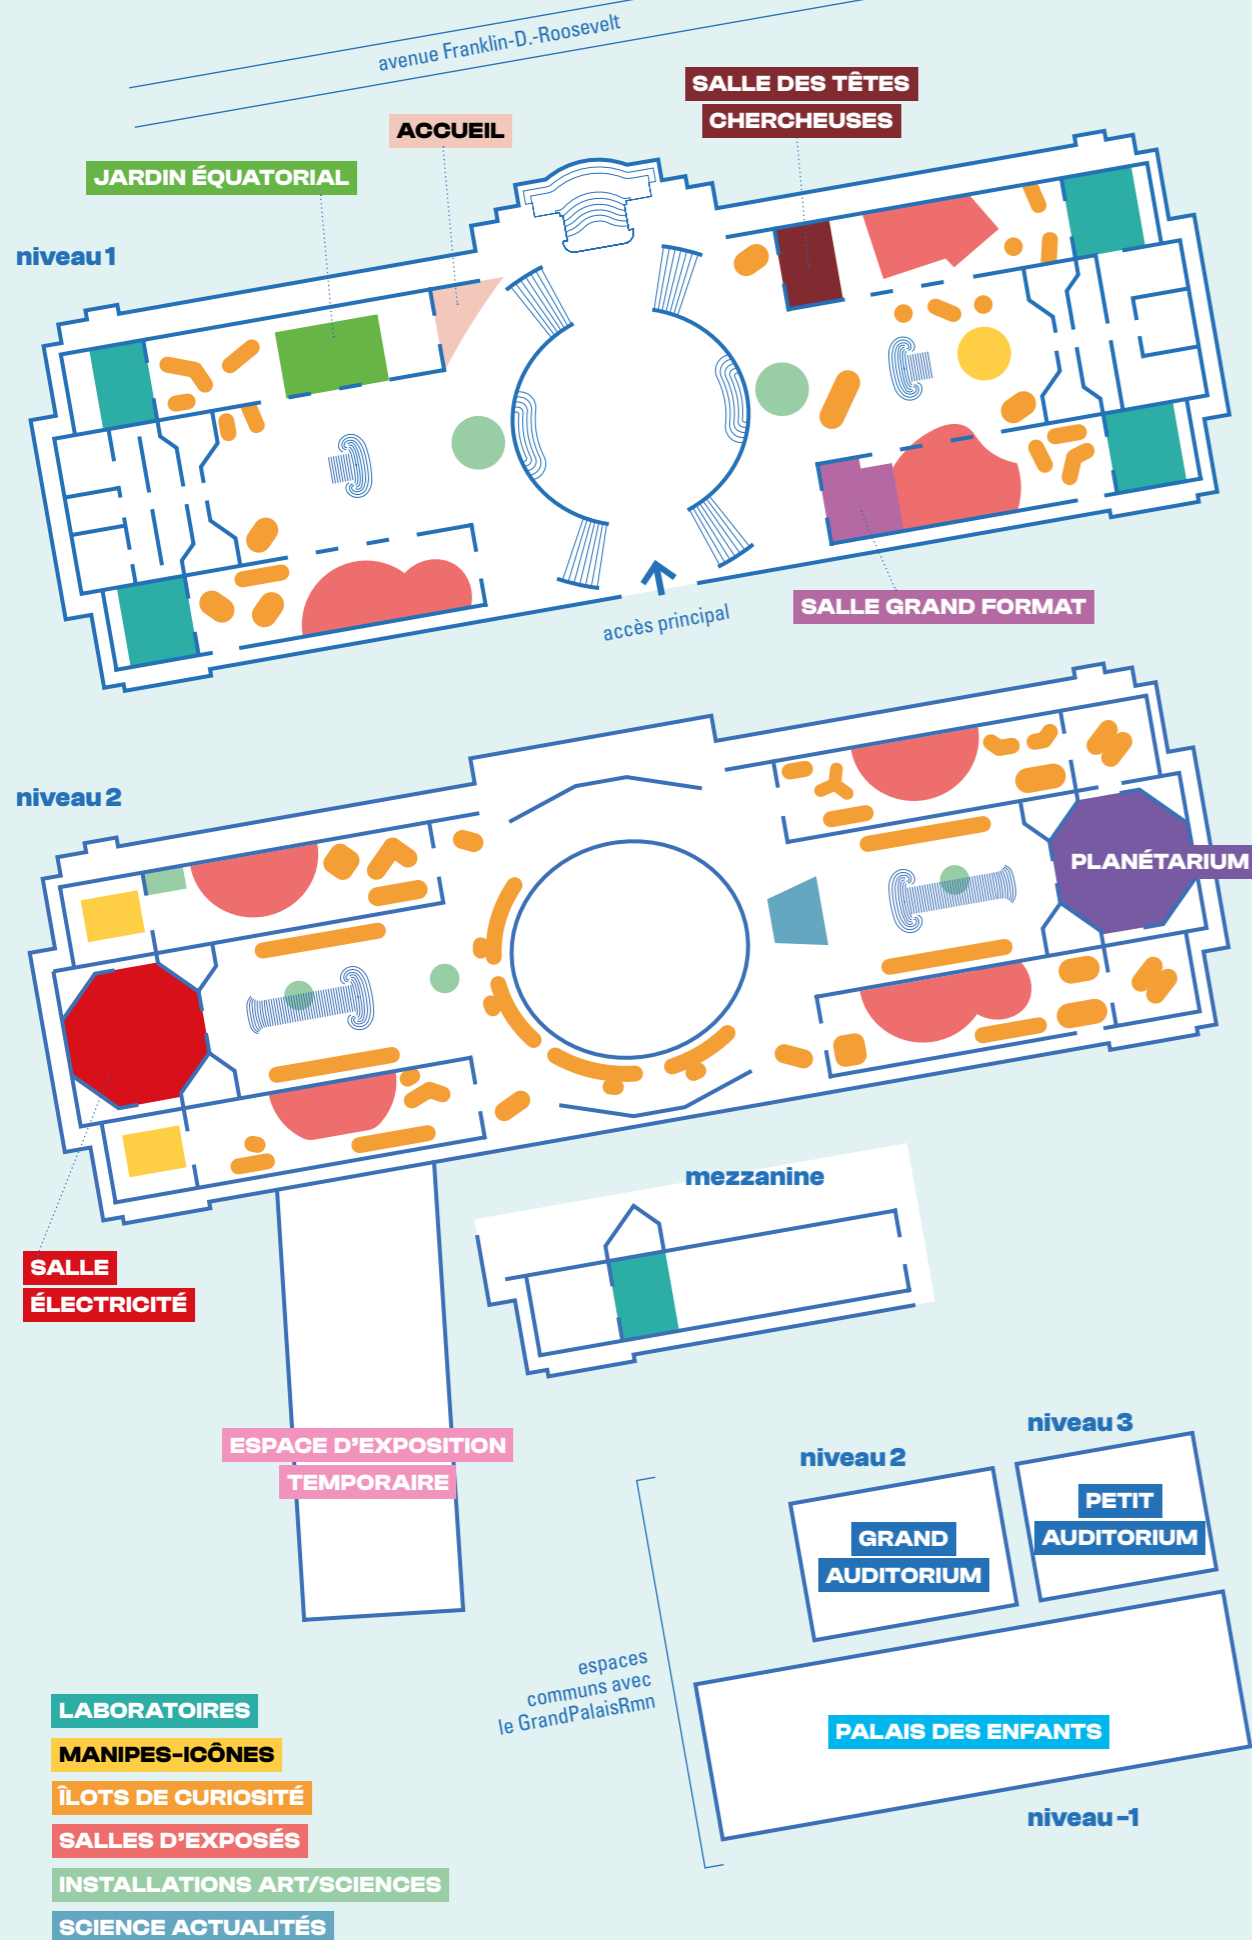 avenue Franklin-D.-Roosevelt
SALLE DES TÊTES
CHERCHEUSES
ACCUEIL
JARDIN ÉQUATORIAL
niveau 1
SALLE GRAND FORMAT
accès principal
niveau 2
PLANÉTARIUM
mezzanine
SALLE
ÉLECTRICITÉ
ESPACE D'EXPOSITION
TEMPORAIRE
niveau 3
niveau 2
PETIT
AUDITORIUM
GRAND
AUDITORIUM
espaces
communs avec
le GrandPalaisRmn
PALAIS DES ENFANTS
niveau -1
LABORATOIRES
MANIPES-ICÔNES
ÎLOTS DE CURIOSITÉ
SALLES D'EXPOSÉS
INSTALLATIONS ART/SCIENCES
SCIENCE ACTUALITÉS